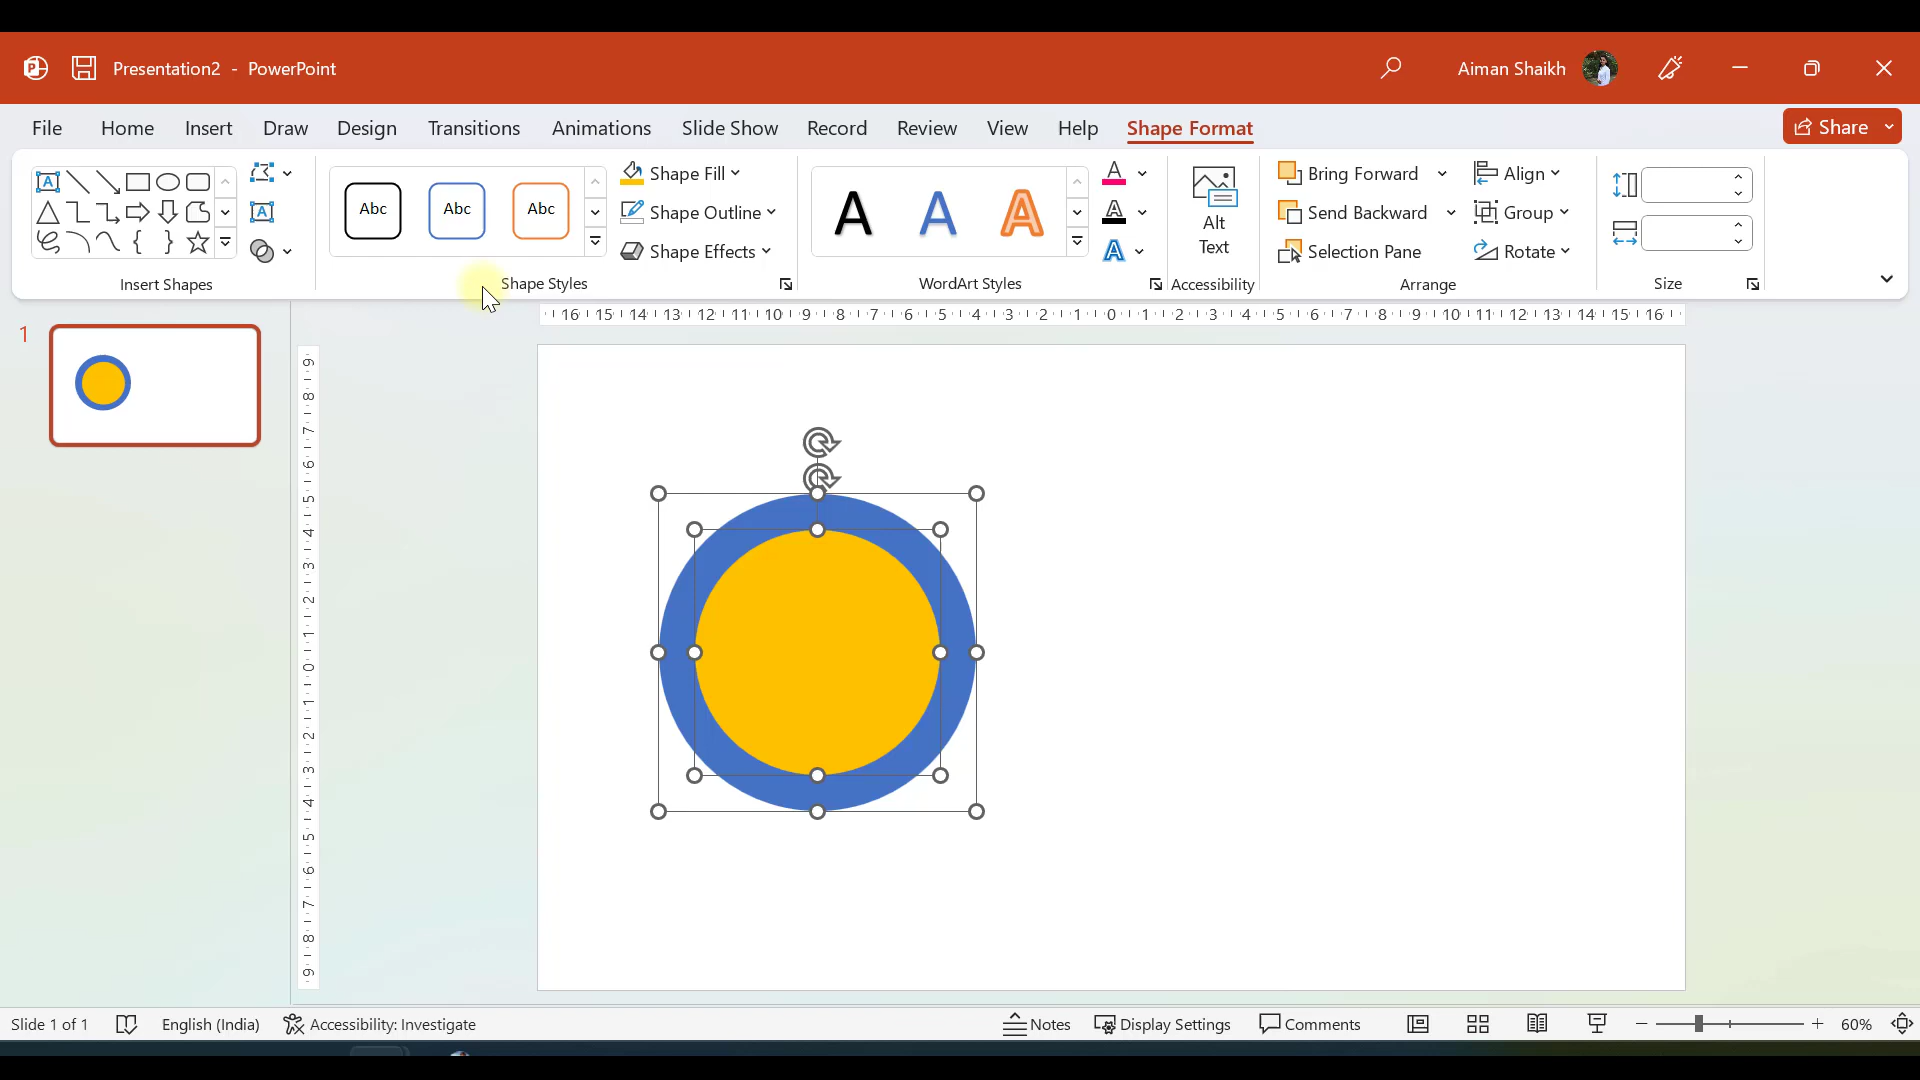 Presentation2 - PowerPoint
Aiman Shaikh
File Home Insert Draw Design Transitions Animations Slide Show Record Review View Help Shape Format
Share
A
A
Insert Shapes
Abc Abc Abc
Shape Fill
Shape Outline
Shape Effects
Shape Styles
A A A
A
A
A
WordArt Styles
Alt
Text
Accessibility
Bring Forward
Send Backward
Selection Pane
Align
Group
Rotate
Arrange
Size
16 15 14 13 12 11 10 9 8 7 6 5 4 3 2 1 0 1 2 3 4 5 6 7 8 9 10 11 12 13 14 15 16
1
9 8 7 6 5 4 3 2 1 0 1 2 3 4 5 6 7 8 9
Slide 1 of 1
English (India)
Accessibility: Investigate
Notes
Display Settings
Comments
60%